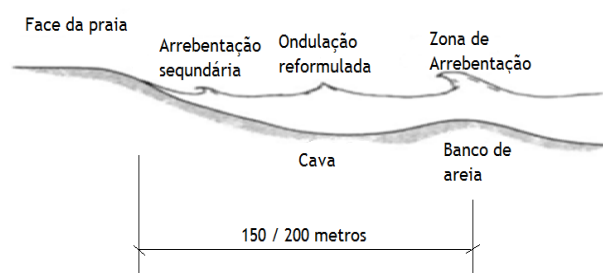 Face da praia
Arrebentação
sequndária
Ondulação
reformulada
Zona de
Arrebentação
Cava
Banco de
areia
150 / 200 metros